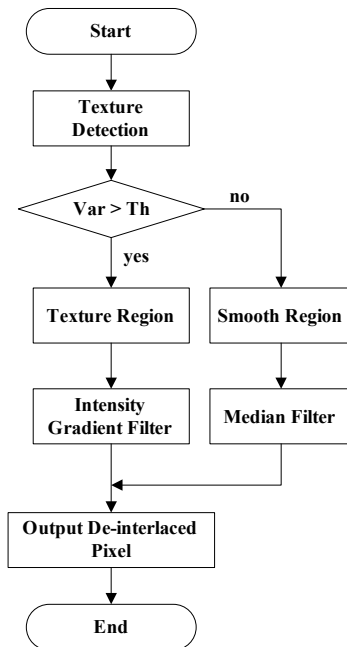 Start
Texture
Detection
Var > Th
no
yes
Texture Region
Smooth Region
Intensity
Gradient Filter
Median Filter
Output De-interlaced
Pixel
End